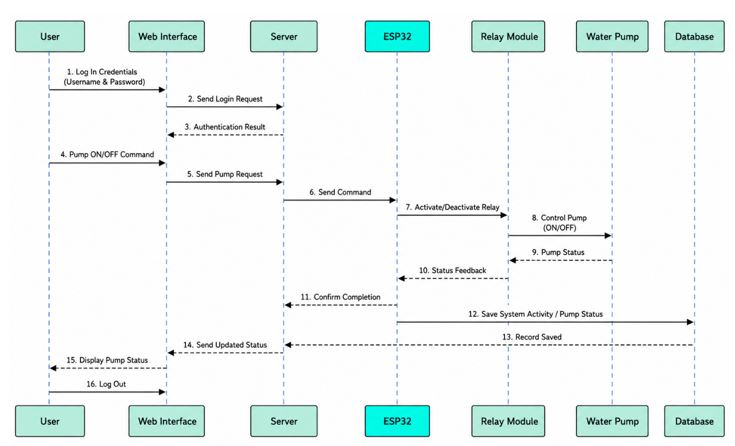 User
Web Interface
Server
ESP32
Relay Module
Water Pump
Database
1. Log In Credentials
(Username & Password)
2. Send Login Request
3. Authentication Result
4. Pump ON/OFF Command
5. Send Pump Request
6. Send Command
7. Activate/Deactivate Relay
8. Control Pump
(ON/OFF)
9. Pump Status
10. Status Feedback
11. Confirm Completion
12. Save System Activity / Pump Status
13. Record Saved
14. Send Updated Status
15. Display Pump Status
16. Log Out
User
Web Interface
Server
ESP32
Relay Module
Water Pump
Database